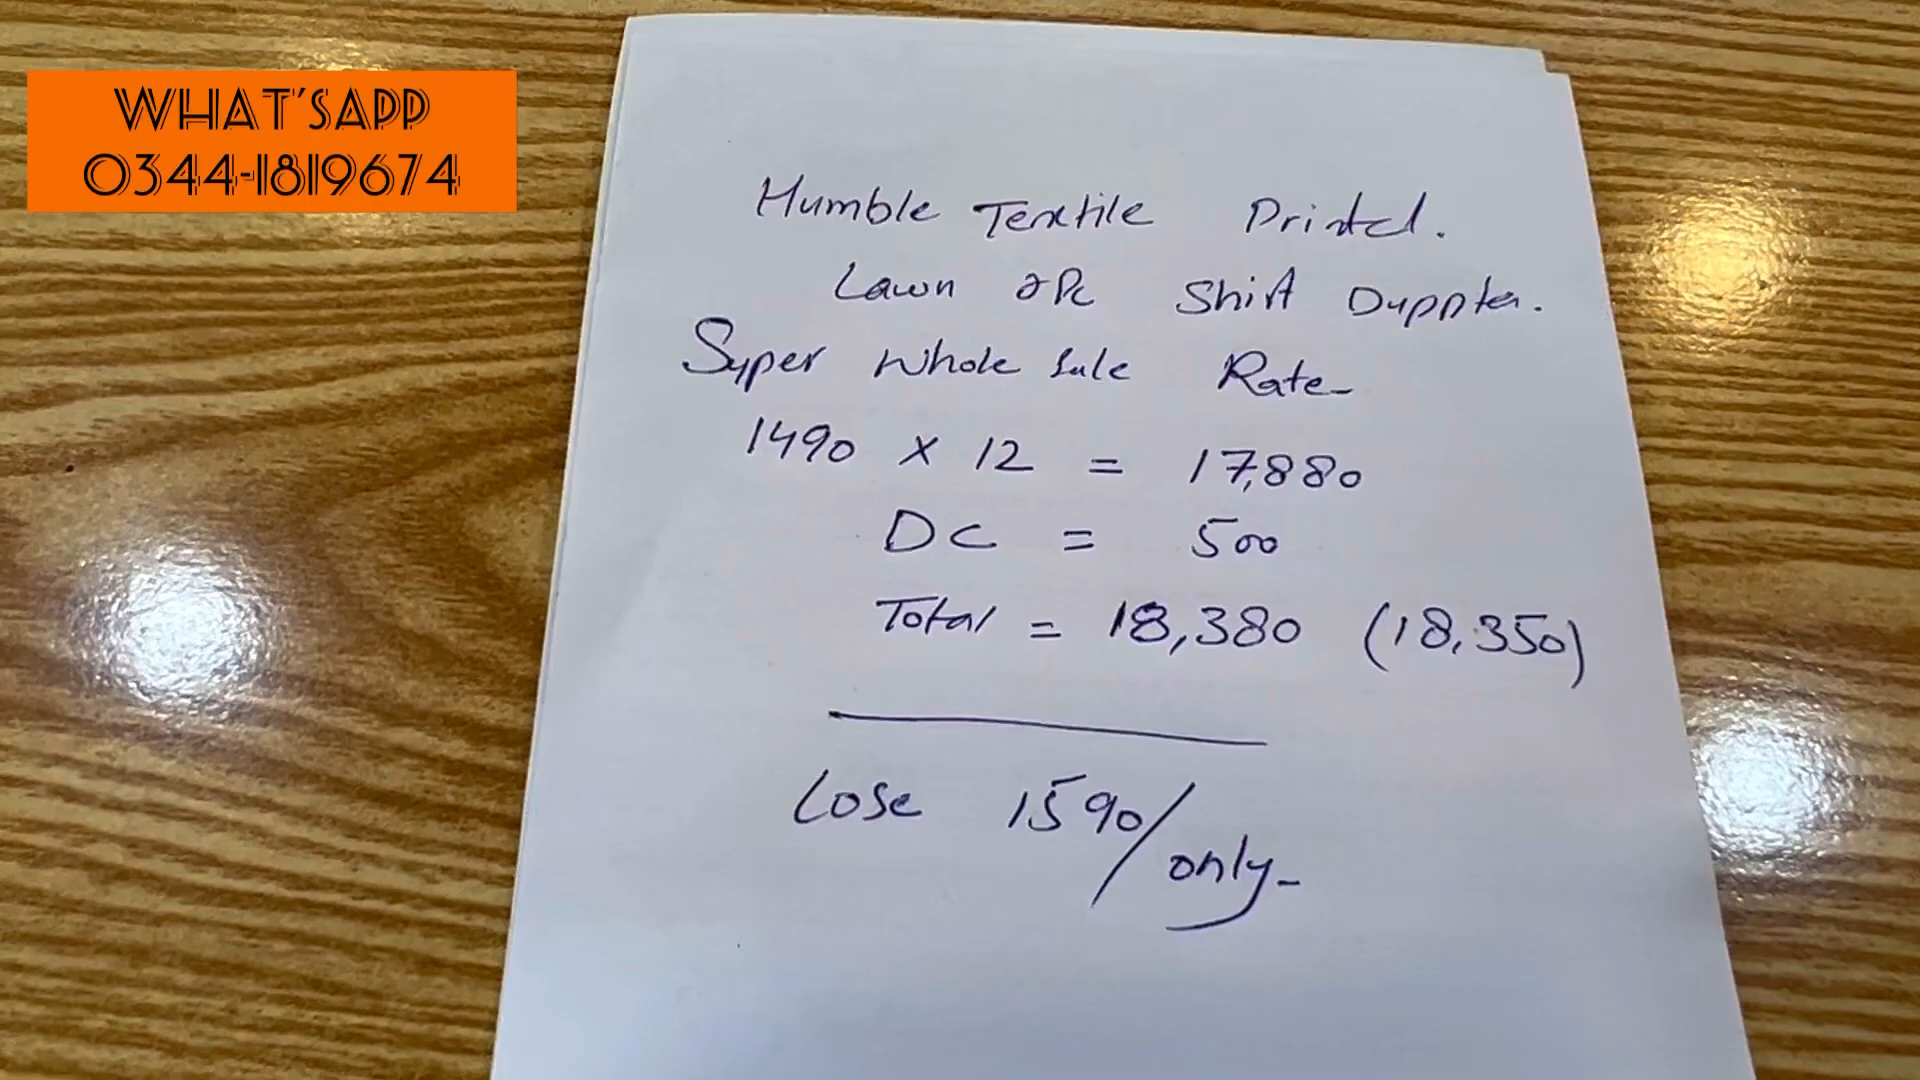 WHAT'SAPP
0344-1819674
Humble Textile Printed.
Lawn 2Pc Shirt Duppta.
Super Whole Sale Rate-
1490 x 12 = 17,880
DC = 500
Total = 18,380 (18,350)
Lose 1590/
only-